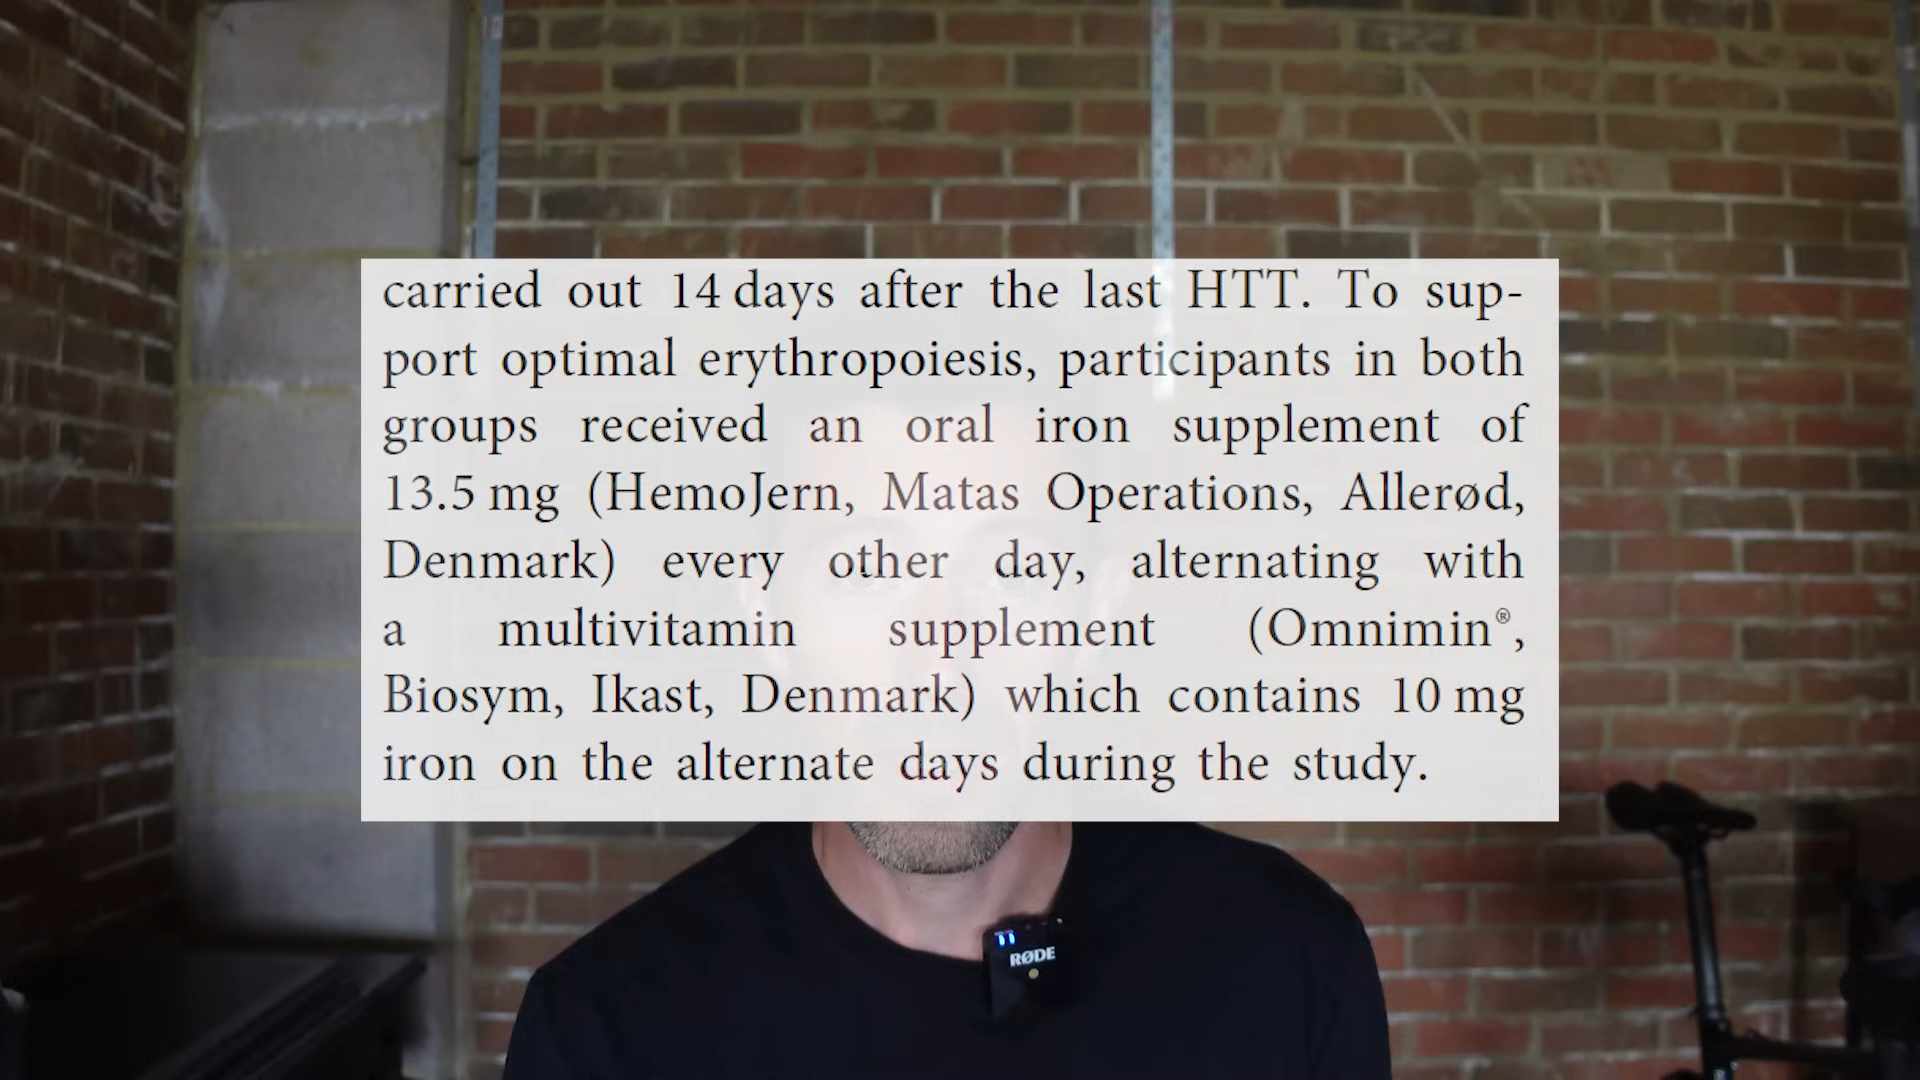 carried out 14 days after the last HTT. To sup-
port optimal erythropoiesis, participants in both
groups received an oral iron supplement of
13.5 mg (HemoJern, Matas Operations, Allerød,
Denmark) every other day, alternating with
a multivitamin supplement (Omnimin®,
Biosym, Ikast, Denmark) which contains 10 mg
iron on the alternate days during the study.
RØDE